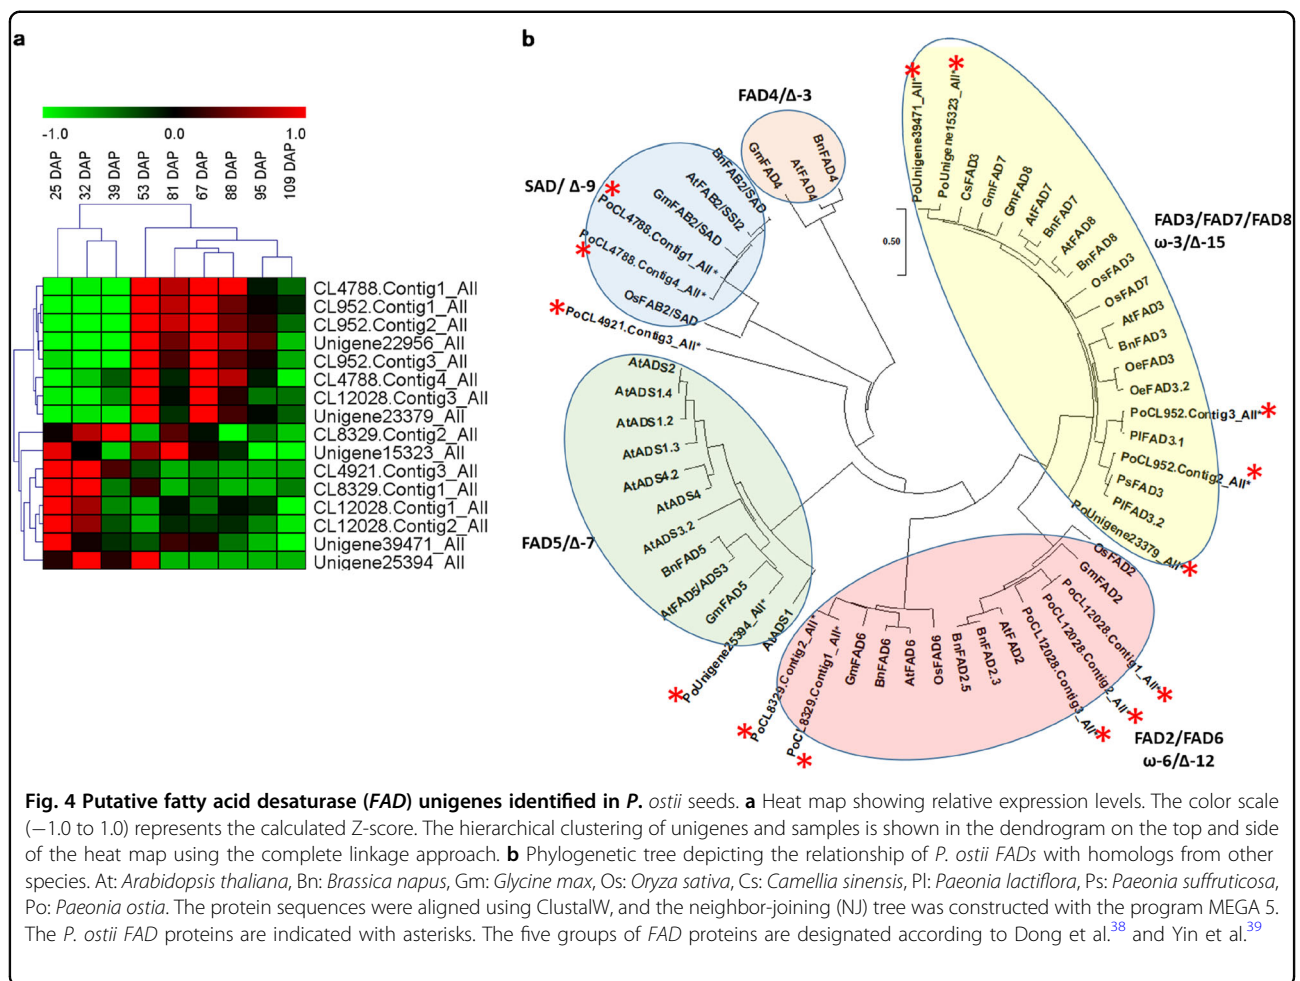 a
-1.0 0.0 1.0
25 DAP
32 DAP
39 DAP
53 DAP
81 DAP
67 DAP
88 DAP
95 DAP
109 DAP
CL4788.Contig1_All
CL952.Contig1_All
CL952.Contig2_All
Unigene22956_All
CL952.Contig3_All
CL4788.Contig4_All
CL12028.Contig3_All
Unigene23379_All
CL8329.Contig2_All
Unigene15323_All
CL4921.Contig3_All
CL8329.Contig1_All
CL12028.Contig1_All
CL12028.Contig2_All
Unigene39471_All
Unigene25394_All
b
FAD4/Δ-3
GmFAD4
AtFAD4
BnFAD4
SAD/ Δ-9
BnFAB2/SAD
AtFAB2/SSI2
GmFAB2/SAD
PoCL4788.Contig1_All*
PoCL4788.Contig4_All*
OsFAB2/SAD
PoCL4921.Contig3_All*
0.50
FAD3/FAD7/FAD8
ω-3/Δ-15
PoUnigene39471_All*
PoUnigene15323_All*
CsFAD3
GmFAD7
GmFAD8
AtFAD7
BnFAD7
AtFAD8
BnFAD8
OsFAD3
OsFAD7
AtFAD3
BnFAD3
OeFAD3
OeFAD3.2
PoCL952.Contig3_All*
PlFAD3.1
PoCL952.Contig2_All*
PsFAD3
PlFAD3.2
PoUnigene23379_All*
FAD5/Δ-7
AtADS2
AtADS1.4
AtADS1.2
AtADS1.3
AtADS4.2
AtADS4
AtADS3.2
BnFAD5
AtFAD5/ADS3
GmFAD5
PoUnigene25394_All*
AtADS1
PoCL8329.Contig2_All*
PoCL8329.Contig1_All*
GmFAD6
BnFAD6
AtFAD6
OsFAD6
BnFAD2.5
BnFAD2.3
AtFAD2
PoCL12028.Contig3_All*
PoCL12028.Contig2_All*
PoCL12028.Contig1_All*
GmFAD2
OsFAD2
FAD2/FAD6
ω-6/Δ-12
Fig. 4 Putative fatty acid desaturase (FAD) unigenes identified in P. ostii seeds. a Heat map showing relative expression levels. The color scale
(−1.0 to 1.0) represents the calculated Z-score. The hierarchical clustering of unigenes and samples is shown in the dendrogram on the top and side
of the heat map using the complete linkage approach. b Phylogenetic tree depicting the relationship of P. ostii FADs with homologs from other
species. At: Arabidopsis thaliana, Bn: Brassica napus, Gm: Glycine max, Os: Oryza sativa, Cs: Camellia sinensis, Pl: Paeonia lactiflora, Ps: Paeonia suffruticosa,
Po: Paeonia ostia. The protein sequences were aligned using ClustalW, and the neighbor-joining (NJ) tree was constructed with the program MEGA 5.
The P. ostii FAD proteins are indicated with asterisks. The five groups of FAD proteins are designated according to Dong et al.38 and Yin et al.39